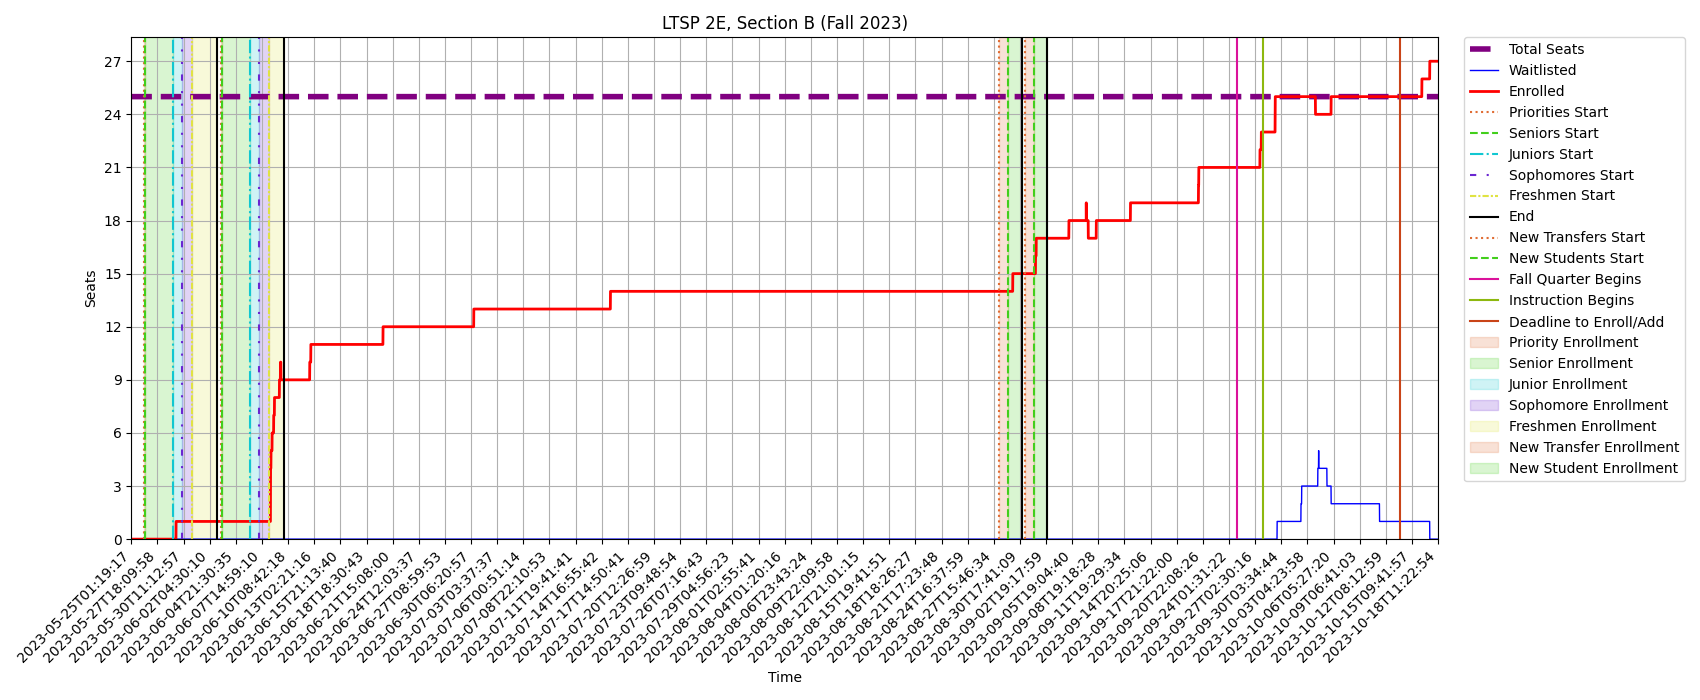 LTSP 2E, Section B (Fall 2023)
Seats
27
24
21
18
15
12
9
6
3
0
2023-05-25T01:19:17
2023-05-27T18:09:58
2023-05-30T11:12:57
2023-06-02T04:30:10
2023-06-04T21:30:35
2023-06-07T14:59:10
2023-06-10T08:42:18
2023-06-13T02:21:16
2023-06-15T21:13:40
2023-06-18T18:30:43
2023-06-21T15:08:00
2023-06-24T12:03:37
2023-06-27T08:59:53
2023-06-30T06:20:57
2023-07-03T03:37:37
2023-07-06T00:51:14
2023-07-08T22:10:53
2023-07-11T19:41:41
2023-07-14T16:55:42
2023-07-17T14:50:41
2023-07-20T12:26:59
2023-07-23T09:48:54
2023-07-26T07:16:43
2023-07-29T04:56:23
2023-08-01T02:55:41
2023-08-04T01:20:16
2023-08-06T23:43:24
2023-08-09T22:09:58
2023-08-12T21:01:15
2023-08-15T19:41:51
2023-08-18T18:26:27
2023-08-21T17:23:48
2023-08-24T16:37:59
2023-08-27T15:46:34
2023-08-30T17:41:09
2023-09-02T19:17:59
2023-09-05T19:04:40
2023-09-08T19:18:28
2023-09-11T19:29:34
2023-09-14T20:25:06
2023-09-17T21:22:00
2023-09-20T22:08:26
2023-09-24T01:31:22
2023-09-27T02:30:16
2023-09-30T03:34:44
2023-10-03T04:23:58
2023-10-06T05:27:20
2023-10-09T06:41:03
2023-10-12T08:12:59
2023-10-15T09:41:57
2023-10-18T11:22:54
Time
Total Seats
Waitlisted
Enrolled
Priorities Start
Seniors Start
Juniors Start
Sophomores Start
Freshmen Start
End
New Transfers Start
New Students Start
Fall Quarter Begins
Instruction Begins
Deadline to Enroll/Add
Priority Enrollment
Senior Enrollment
Junior Enrollment
Sophomore Enrollment
Freshmen Enrollment
New Transfer Enrollment
New Student Enrollment